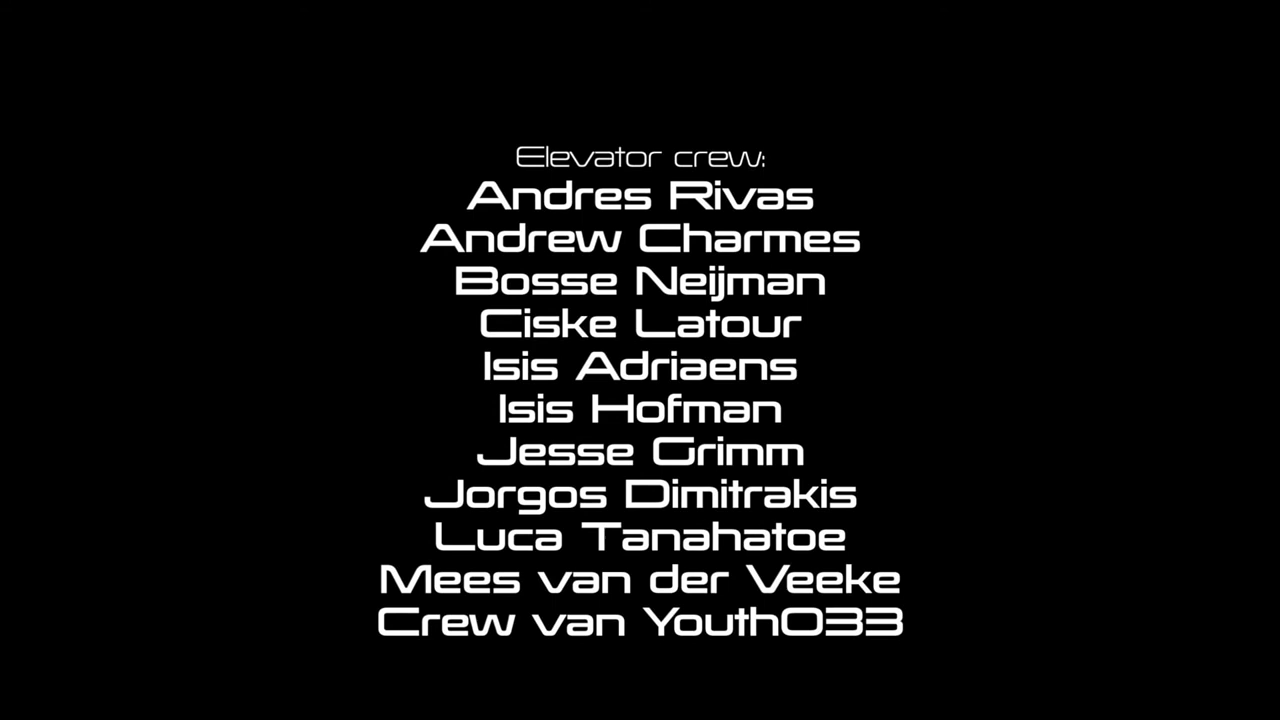 Elevator crew:
Andres Rivas
Andrew Charmes
Bosse Neijman
Ciske Latour
Isis Adriaens
Isis Hofman
Jesse Grimm
Jorgos Dimitrakis
Luca Tanahatoe
Mees van der Veeke
Crew van Youth033